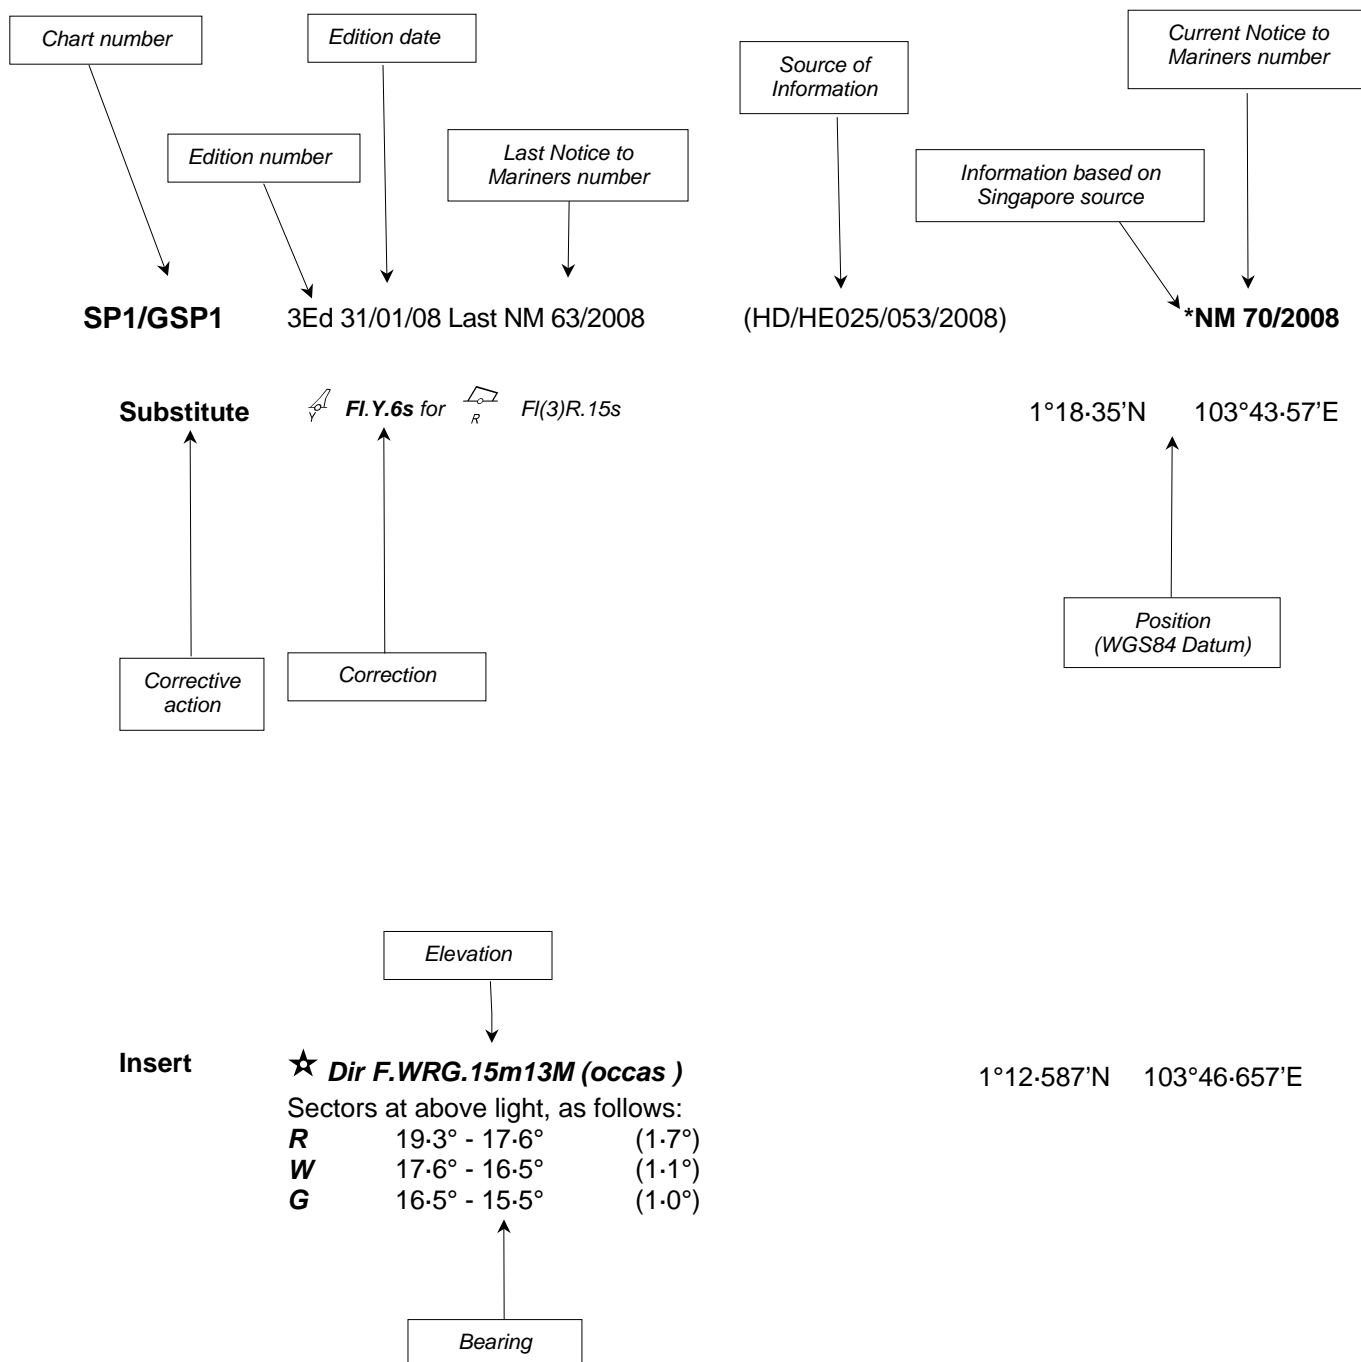 Chart number
Edition date
Source of
Information
Current Notice to
Mariners number
Edition number
Last Notice to
Mariners number
Information based on
Singapore source
SP1/GSP1 3Ed 31/01/08 Last NM 63/2008 (HD/HE025/053/2008) *NM 70/2008
Substitute Y Fl.Y.6s for R Fl(3)R.15s 1°18·35'N 103°43·57'E
Position
(WGS84 Datum)
Corrective
action
Correction
Elevation
Insert Dir F.WRG.15m13M (occas ) 1°12·587'N 103°46·657'E
Sectors at above light, as follows:
R 19·3° - 17·6° (1·7°)
W 17·6° - 16·5° (1·1°)
G 16·5° - 15·5° (1·0°)
Bearing